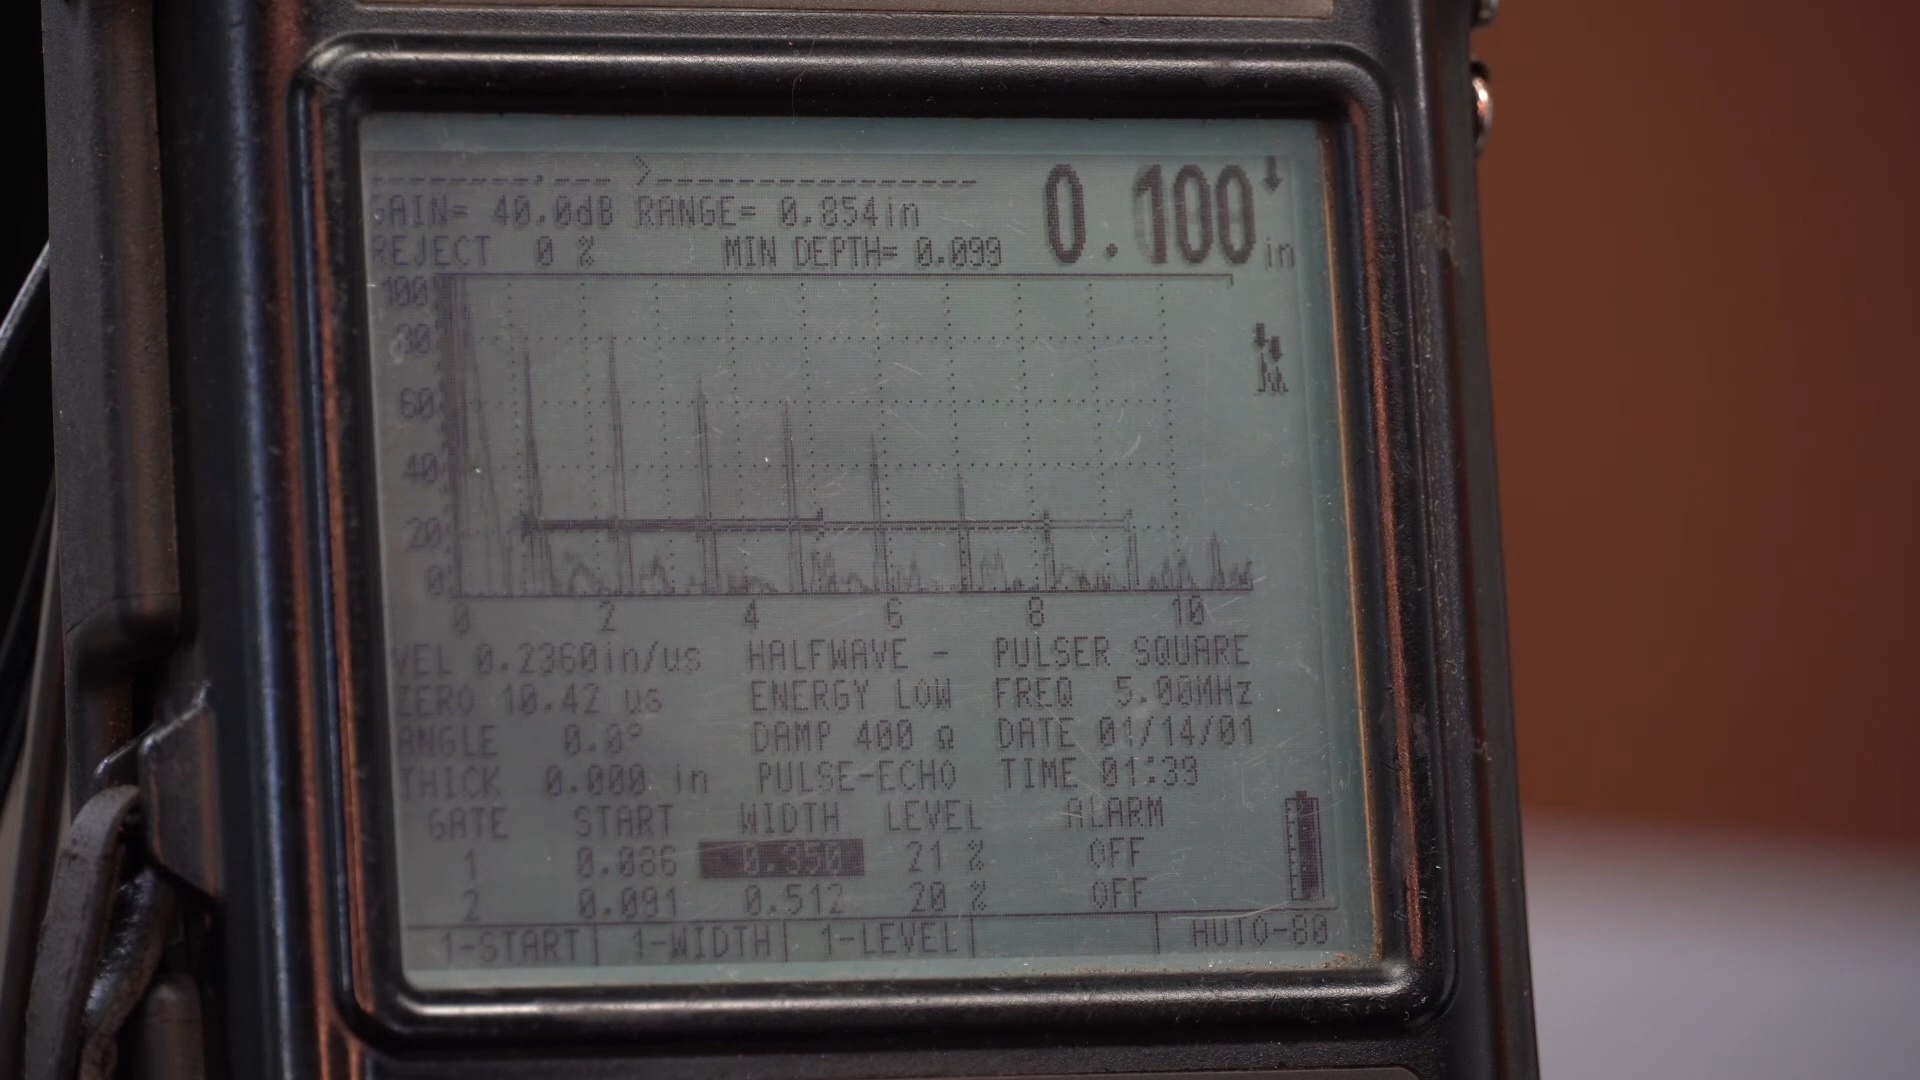 GAIN= 40.0dB RANGE= 0.854in
0.100 in
REJECT 0 % MIN DEPTH= 0.099
100
80
60
40
20
0
0 2 4 6 8 10
VEL 0.2360in/us HALFWAVE - PULSER SQUARE
ZERO 10.42 us ENERGY LOW FREQ 5.00MHz
ANGLE 0.0° DAMP 400 Ω DATE 01/14/01
THICK 0.000 in PULSE-ECHO TIME 01:39
GATE START WIDTH LEVEL ALARM
1 0.086 0.350 21 % OFF
2 0.091 0.512 20 % OFF
1-START 1-WIDTH 1-LEVEL AUTO-80